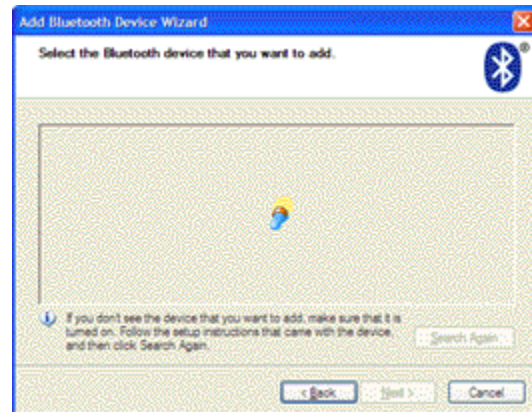 Add Bluetooth Device Wizard
Select the Bluetooth device that you want to add.
®
If you don't see the device that you want to add, make sure that it is
turned on. Follow the setup instructions that came with the device,
and then click Search Again.
Search Again
< Back
Next >
Cancel